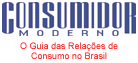 CONSUMIDOR
MODERNO
O Guia das Relações de
Consumo no Brasil